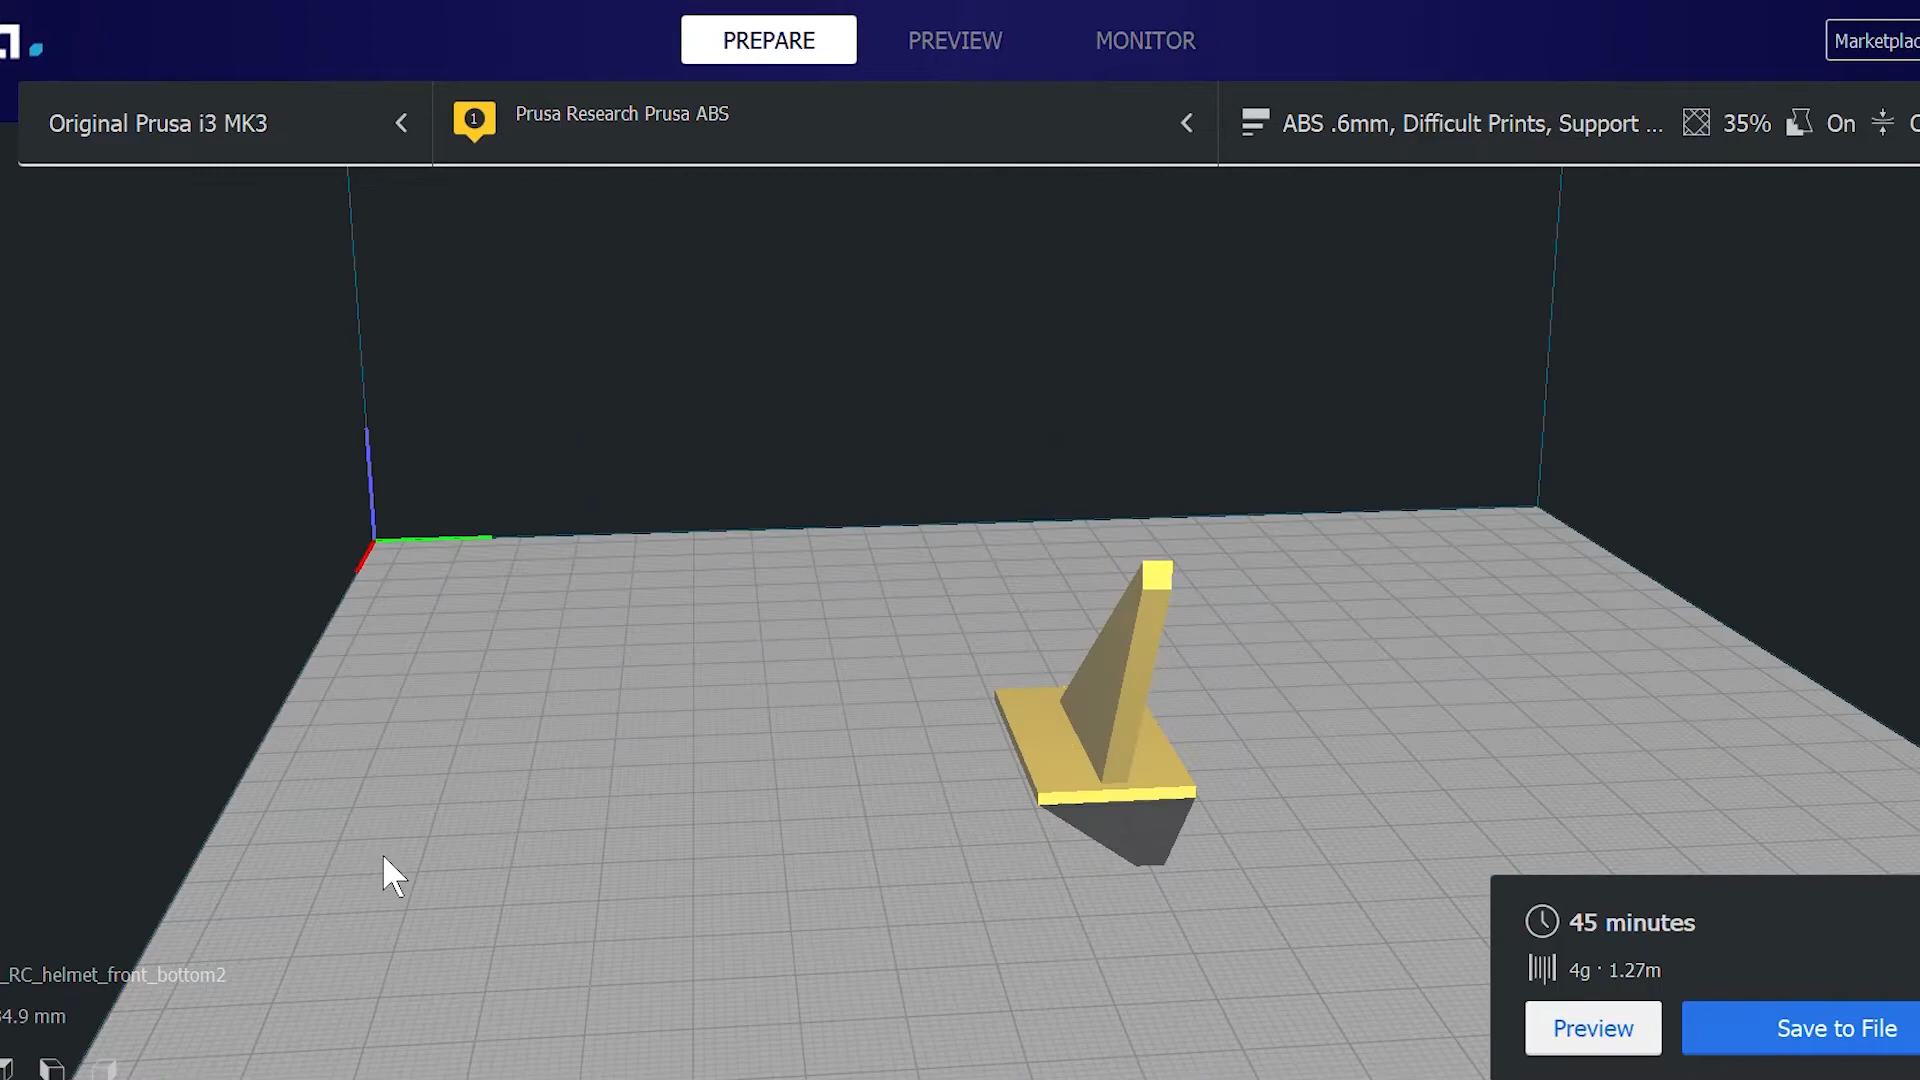 PREPARE PREVIEW MONITOR
Original Prusa i3 MK3
1 Prusa Research Prusa ABS
ABS .6mm, Difficult Prints, Support ... 35% On
45 minutes
4g · 1.27m
_RC_helmet_front_bottom2
4.9 mm
Preview Save to File